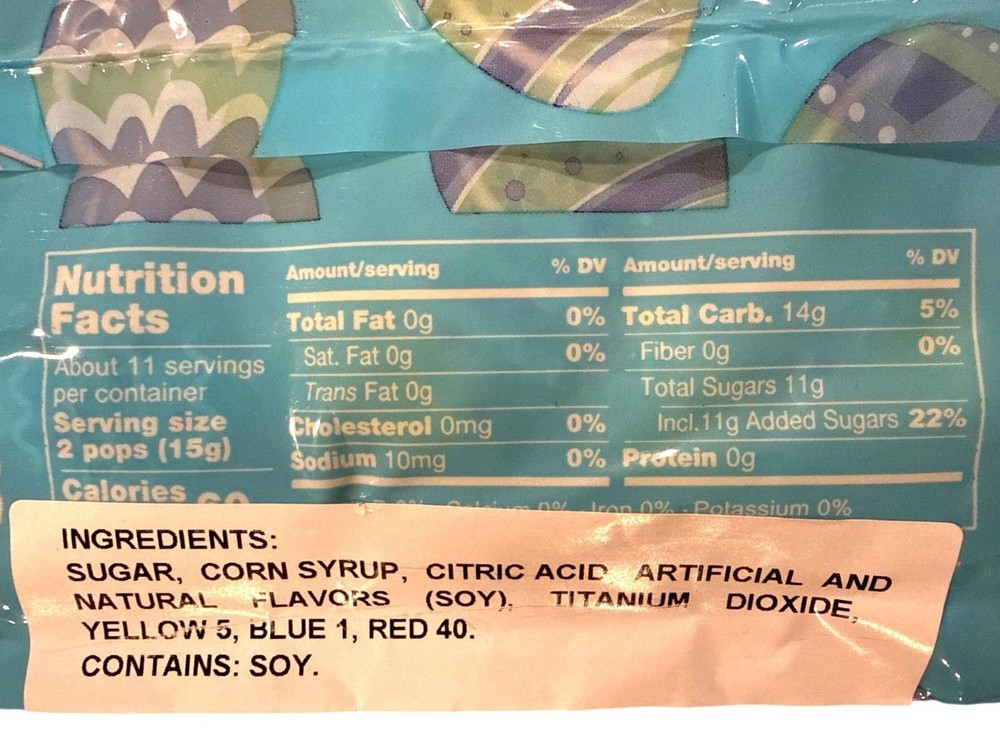 Nutrition
Facts
About 11 servings
per container
Serving size
2 pops (15g)
Calories
Amount/serving % DV
Total Fat 0g 0%
Sat. Fat 0g 0%
Trans Fat 0g
Cholesterol 0mg 0%
Sodium 10mg 0%
Amount/serving % DV
Total Carb. 14g 5%
Fiber 0g 0%
Total Sugars 11g
Incl.11g Added Sugars 22%
Protein 0g
Calcium 0% Iron 0% · Potassium 0%
INGREDIENTS:
SUGAR, CORN SYRUP, CITRIC ACID ARTIFICIAL AND
NATURAL FLAVORS (SOY), TITANIUM DIOXIDE,
YELLOW 5, BLUE 1, RED 40.
CONTAINS: SOY.